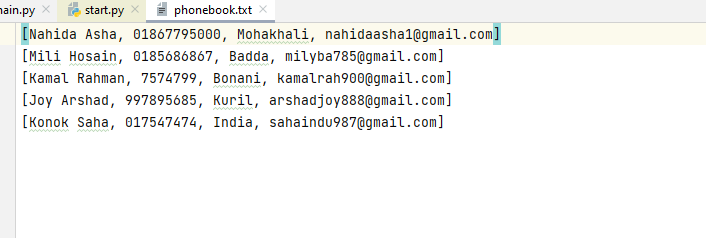 main.py start.py phonebook.txt
[Nahida Asha, 01867795000, Mohakhali, nahidaasha1@gmail.com]
[Mili Hosain, 0185686867, Badda, milyba785@gmail.com]
[Kamal Rahman, 7574799, Bonani, kamalrah900@gmail.com]
[Joy Arshad, 997895685, Kuril, arshadjoy888@gmail.com]
[Konok Saha, 017547474, India, sahaindu987@gmail.com]